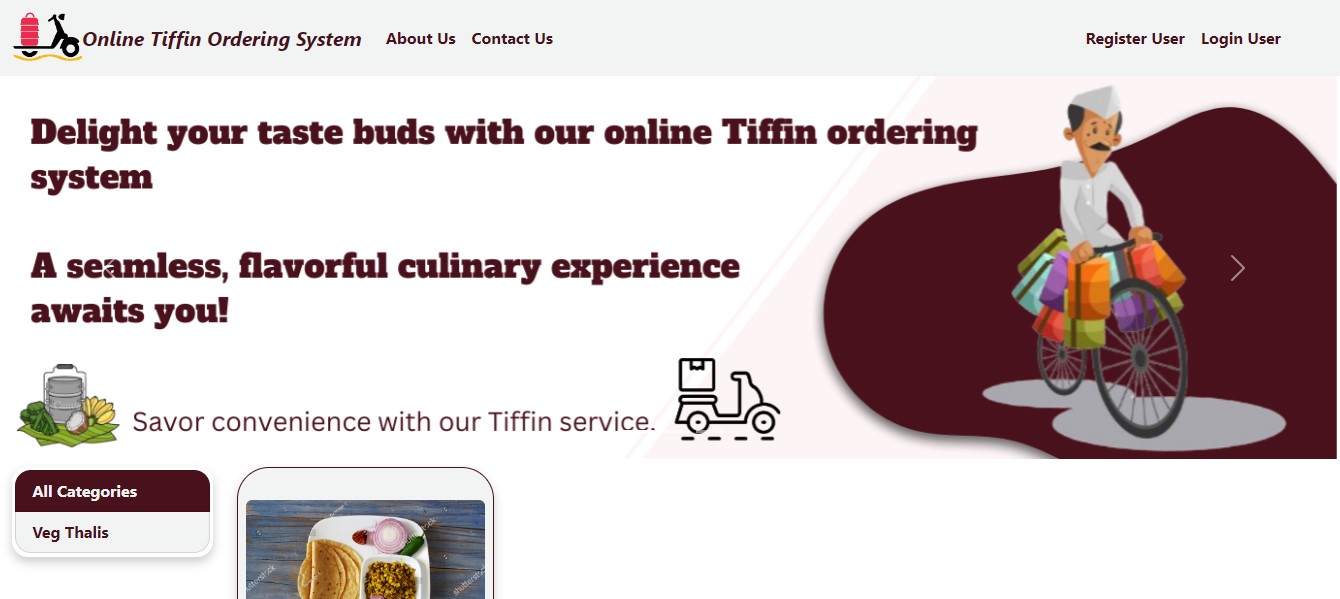 Online Tiffin Ordering System
About Us
Contact Us
Register User
Login User
Delight your taste buds with our online Tiffin ordering
system
A seamless, flavorful culinary experience
awaits you!
Savor convenience with our Tiffin service.
All Categories
Veg Thalis
shutterstock